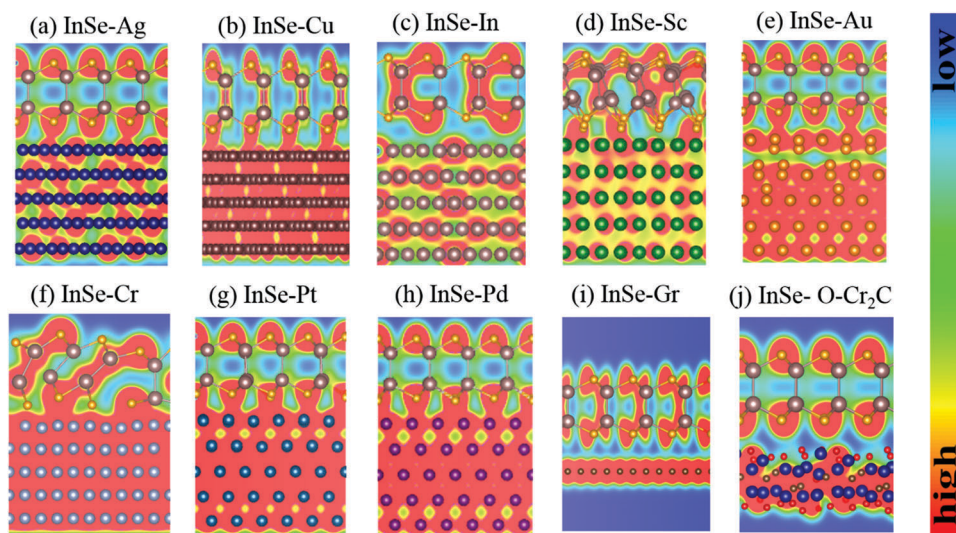 (a) InSe-Ag
(b) InSe-Cu
(c) InSe-In
(d) InSe-Sc
(e) InSe-Au
low
(f) InSe-Cr
(g) InSe-Pt
(h) InSe-Pd
(i) InSe-Gr
(j) InSe- O-Cr₂C
high